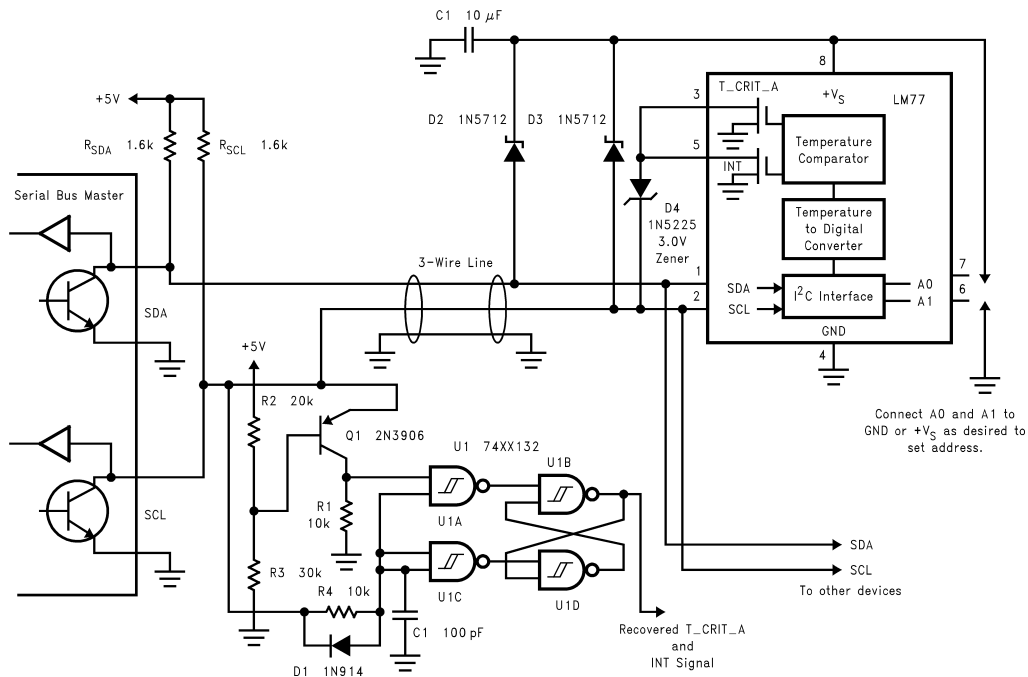 C1 10 μF
8
T_CRIT_A
+VS
LM77
3
+5V
D2 1N5712
D3 1N5712
RSDA 1.6k
RSCL 1.6k
5
INT
Temperature
Comparator
Serial Bus Master
D4
1N5225
3.0V
Zener
Temperature
to Digital
Converter
3-Wire Line
1
7
SDA
I2C Interface
A0
2
6
SCL
A1
SDA
GND
4
+5V
R2 20k
Q1 2N3906
Connect A0 and A1 to
GND or +VS as desired to
set address.
U1 74XX132
U1B
R1
10k
U1A
SCL
SDA
R3 30k
SCL
R4 10k
U1C
U1D
To other devices
C1 100 pF
Recovered T_CRIT_A
and
INT Signal
D1 1N914